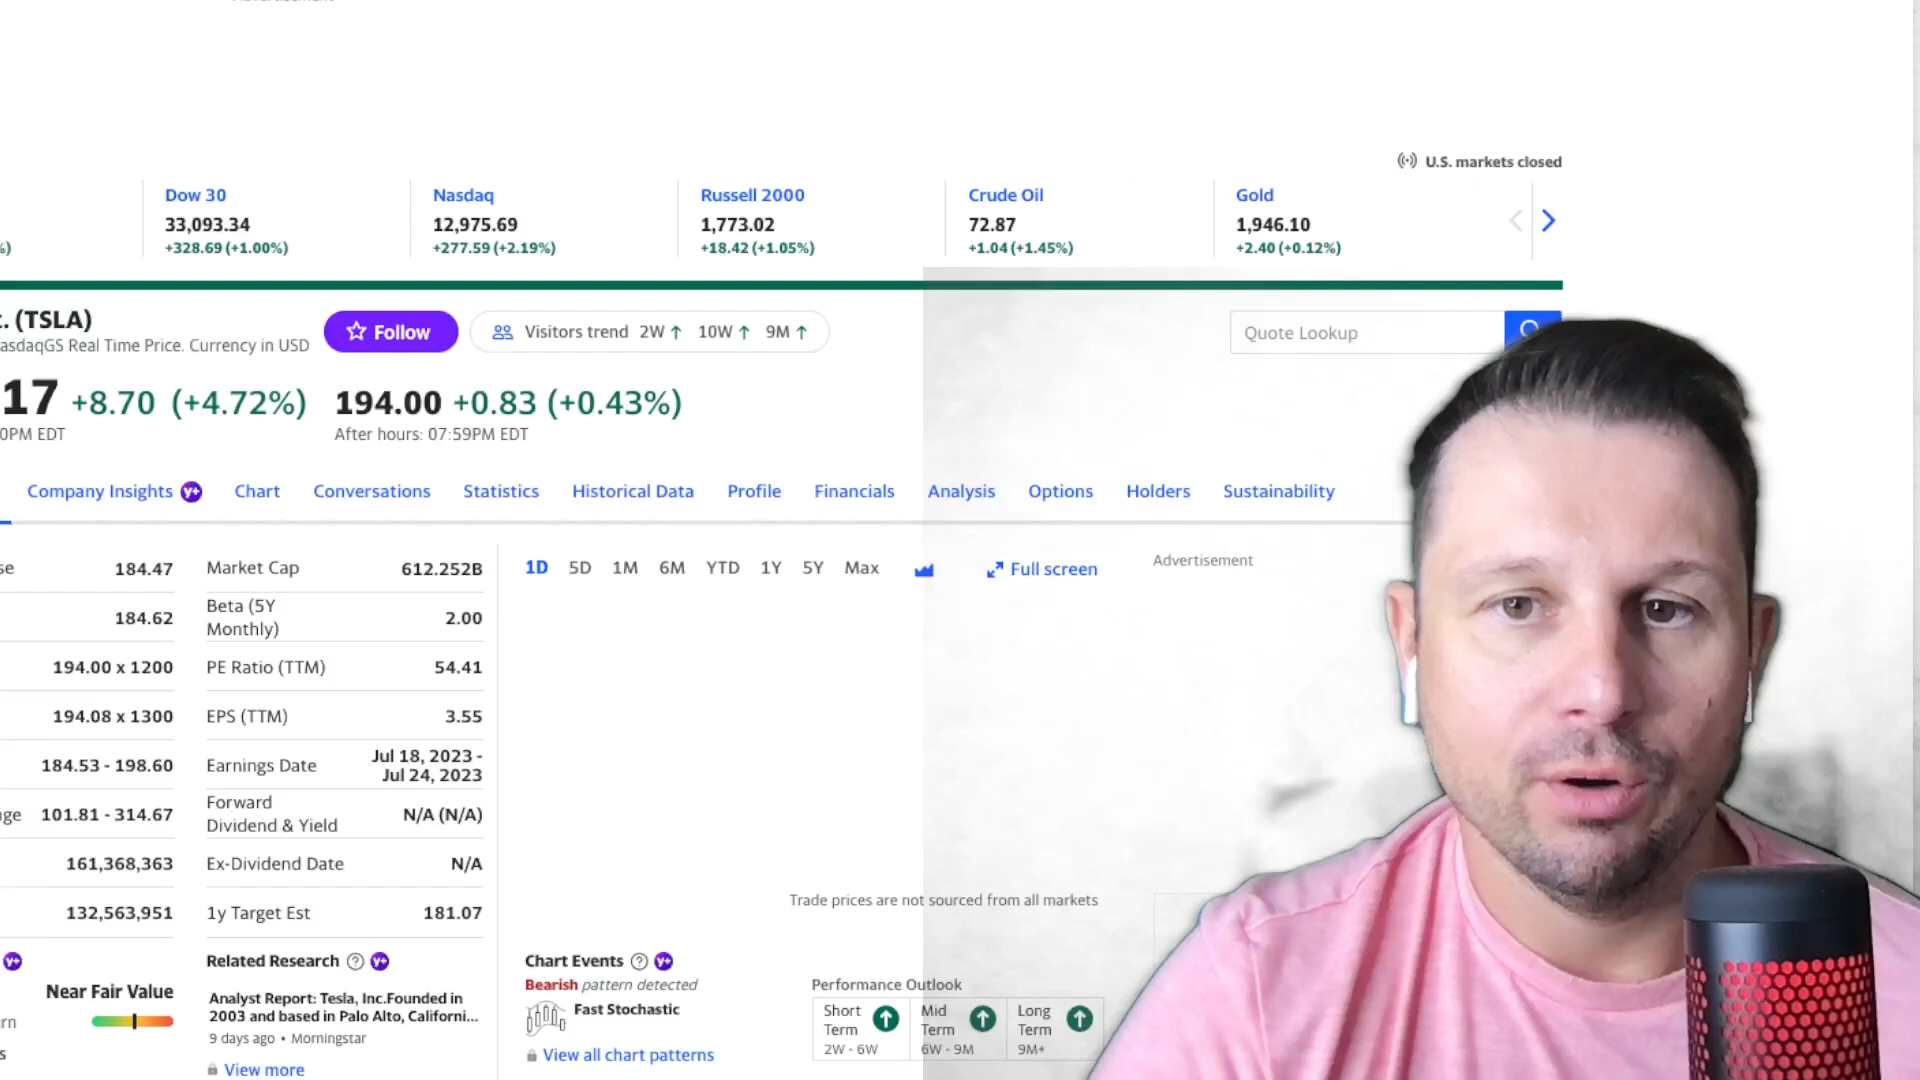 U.S. markets closed
Dow 30
33,093.34
+328.69 (+1.00%)
Nasdaq
12,975.69
+277.59 (+2.19%)
Russell 2000
1,773.02
+18.42 (+1.05%)
Crude Oil
72.87
+1.04 (+1.45%)
Gold
1,946.10
+2.40 (+0.12%)
(TSLA)
Follow
Visitors trend 2W↑ 10W↑ 9M↑
Quote Lookup
Real Time Price. Currency in USD
17 +8.70 (+4.72%) 194.00 +0.83 (+0.43%)
EDT After hours: 07:59PM EDT
Company Insights Y+ Chart Conversations Statistics Historical Data Profile Financials Analysis Options Holders Sustainability
184.47
184.62
194.00 x 1200
194.08 x 1300
184.53 - 198.60
101.81 - 314.67
161,368,363
132,563,951
Market Cap 612.252B
Beta (5Y
Monthly) 2.00
PE Ratio (TTM) 54.41
EPS (TTM) 3.55
Earnings Date Jul 18, 2023 -
Jul 24, 2023
Forward
Dividend & Yield N/A (N/A)
Ex-Dividend Date N/A
1y Target Est 181.07
1D 5D 1M 6M YTD 1Y 5Y Max Full screen
Advertisement
Trade prices are not sourced from all markets
Y+
Near Fair Value
Related Research ? Y+
Analyst Report: Tesla, Inc.Founded in
2003 and based in Palo Alto, Californi...
9 days ago • Morningstar
View more
Chart Events ? Y+
Bearish pattern detected
Fast Stochastic
View all chart patterns
Performance Outlook
Short
Term
2W - 6W
Mid
Term
6W - 9M
Long
Term
9M+